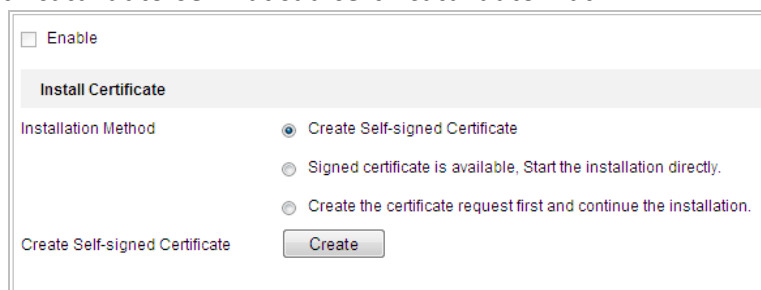 Enable
Install Certificate
Installation Method
Create Self-signed Certificate
Signed certificate is available, Start the installation directly.
Create the certificate request first and continue the installation.
Create Self-signed Certificate
Create